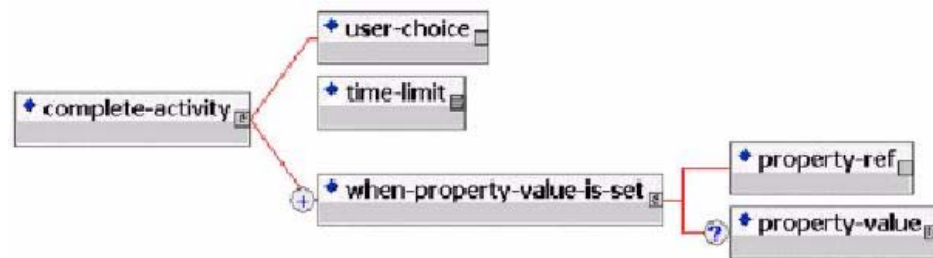 user-choice
time-limit
complete-activity
when-property-value-is-set
+
property-ref
?
property-value